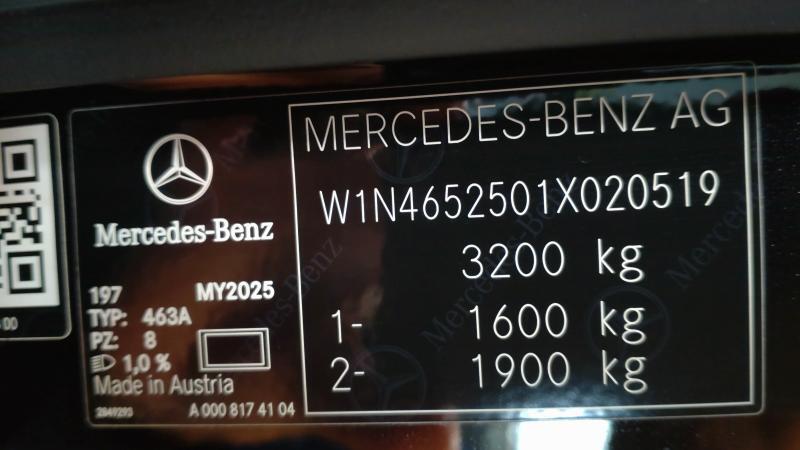 MERCEDES-BENZ AG
W1N4652501X020519
3200 kg
1- 1600 kg
2- 1900 kg
Mercedes-Benz
197 MY2025
TYP: 463A
PZ: 8
1,0 %
Made in Austria
2849293 A 000 817 41 04
00